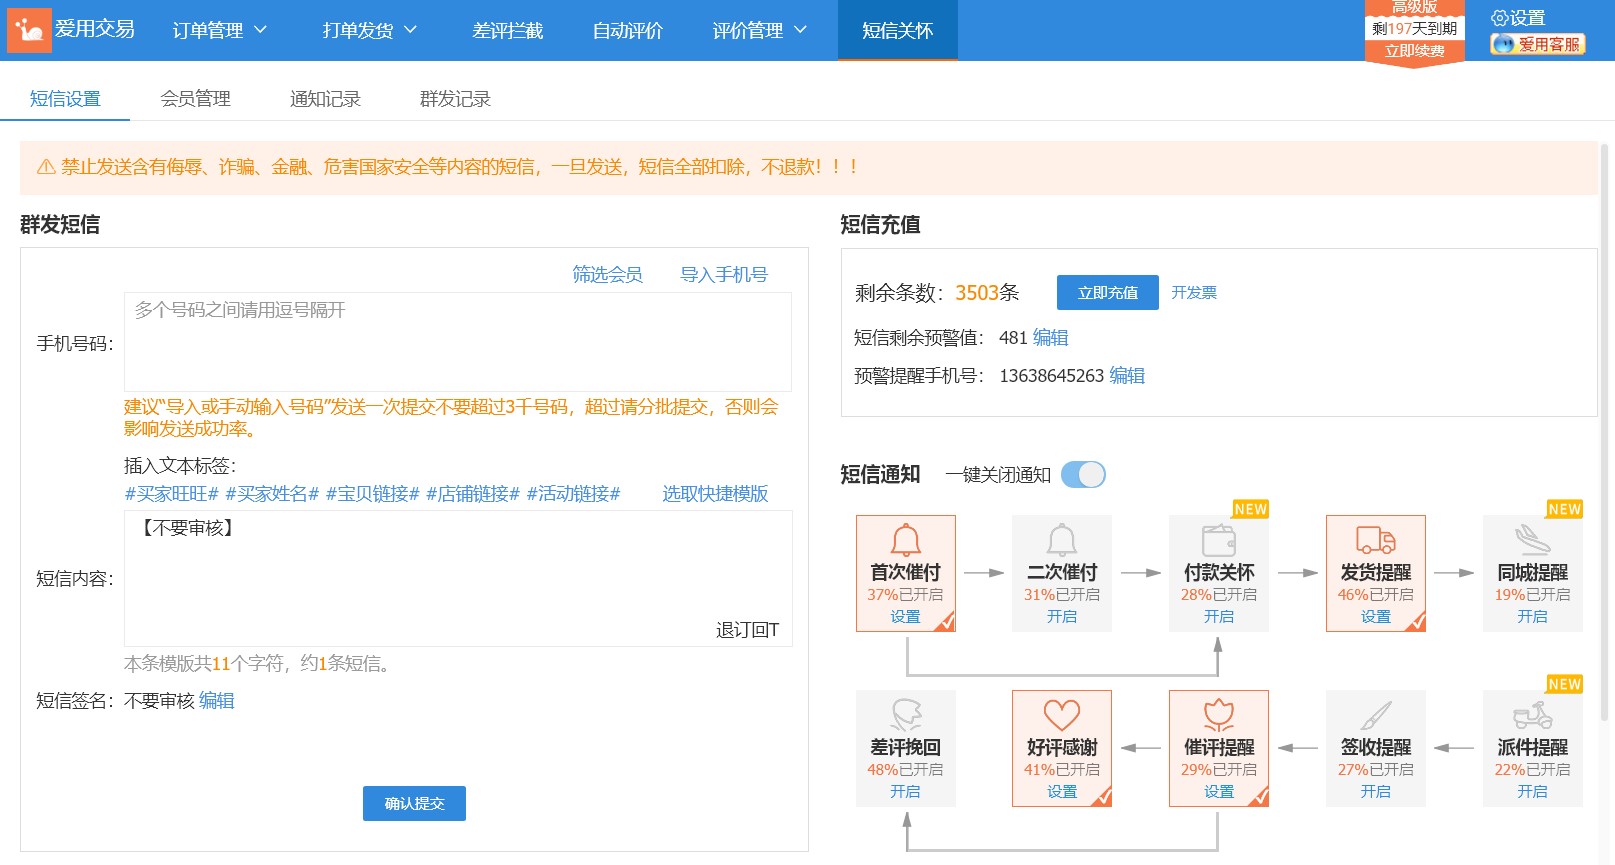 爱用交易
订单管理
打单发货
差评拦截
自动评价
评价管理
短信关怀
高级版
剩197天到期
立即续费
设置
爱用客服
短信设置
会员管理
通知记录
群发记录
禁止发送含有侮辱、诈骗、金融、危害国家安全等内容的短信，一旦发送，短信全部扣除，不退款！！！
群发短信
筛选会员
导入手机号
手机号码：
多个号码之间请用逗号隔开
建议“导入或手动输入号码”发送一次提交不要超过3千号码，超过请分批提交，否则会
影响发送成功率。
插入文本标签：
#买家旺旺# #买家姓名# #宝贝链接# #店铺链接# #活动链接#
选取快捷模版
短信内容：
【不要审核】
退订回T
本条模版共11个字符，约1条短信。
短信签名：不要审核 编辑
确认提交
短信充值
剩余条数：3503条
立即充值
开发票
短信剩余预警值： 481 编辑
预警提醒手机号： 13638645263 编辑
短信通知
一键关闭通知
首次催付
37%已开启
设置
二次催付
31%已开启
开启
NEW
付款关怀
28%已开启
开启
发货提醒
46%已开启
设置
NEW
同城提醒
19%已开启
开启
差评挽回
48%已开启
开启
好评感谢
41%已开启
设置
催评提醒
29%已开启
设置
签收提醒
27%已开启
开启
NEW
派件提醒
22%已开启
开启